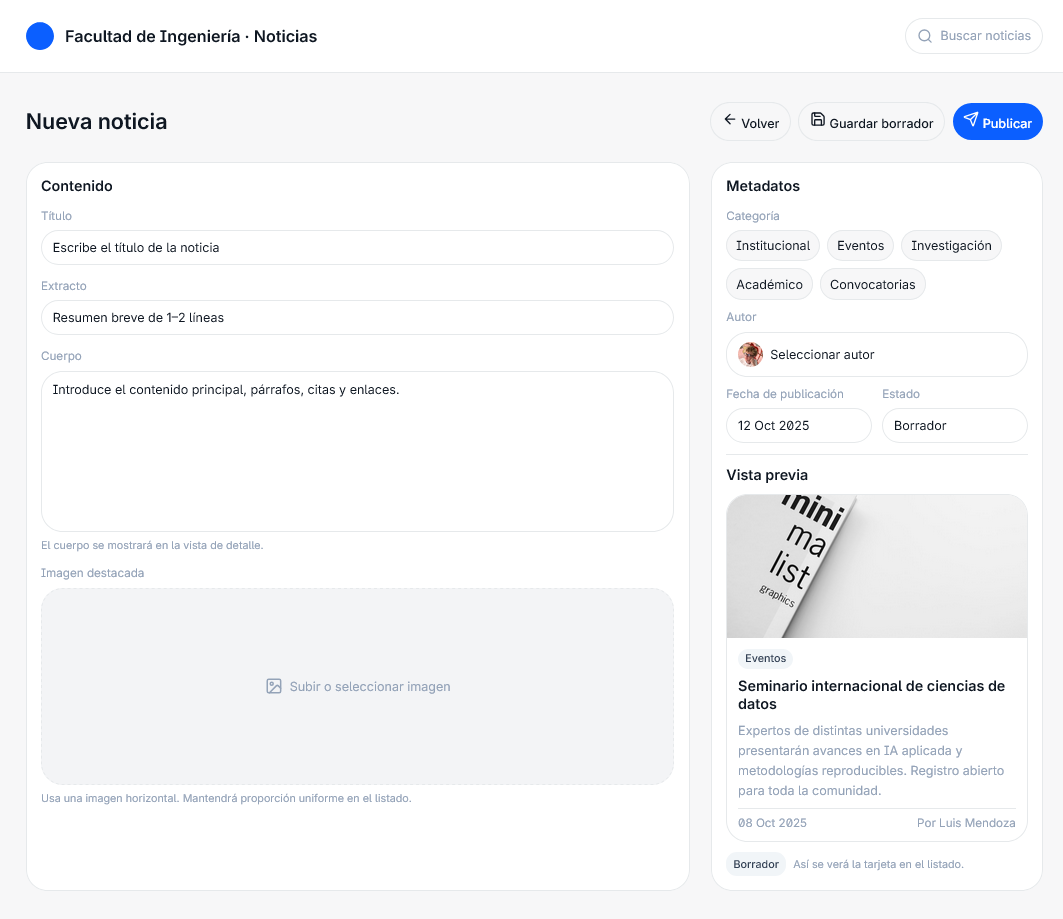 Facultad de Ingeniería · Noticias
Buscar noticias
Nueva noticia
Volver
Guardar borrador
Publicar
Contenido
Título
Escribe el título de la noticia
Extracto
Resumen breve de 1–2 líneas
Cuerpo
Introduce el contenido principal, párrafos, citas y enlaces.
El cuerpo se mostrará en la vista de detalle.
Imagen destacada
Subir o seleccionar imagen
Usa una imagen horizontal. Mantendrá proporción uniforme en el listado.
Metadatos
Categoría
Institucional
Eventos
Investigación
Académico
Convocatorias
Autor
Seleccionar autor
Fecha de publicación
Estado
12 Oct 2025
Borrador
Vista previa
mini
ma
list
graphics
Eventos
Seminario internacional de ciencias de
datos
Expertos de distintas universidades
presentarán avances en IA aplicada y
metodologías reproducibles. Registro abierto
para toda la comunidad.
08 Oct 2025
Por Luis Mendoza
Borrador
Así se verá la tarjeta en el listado.